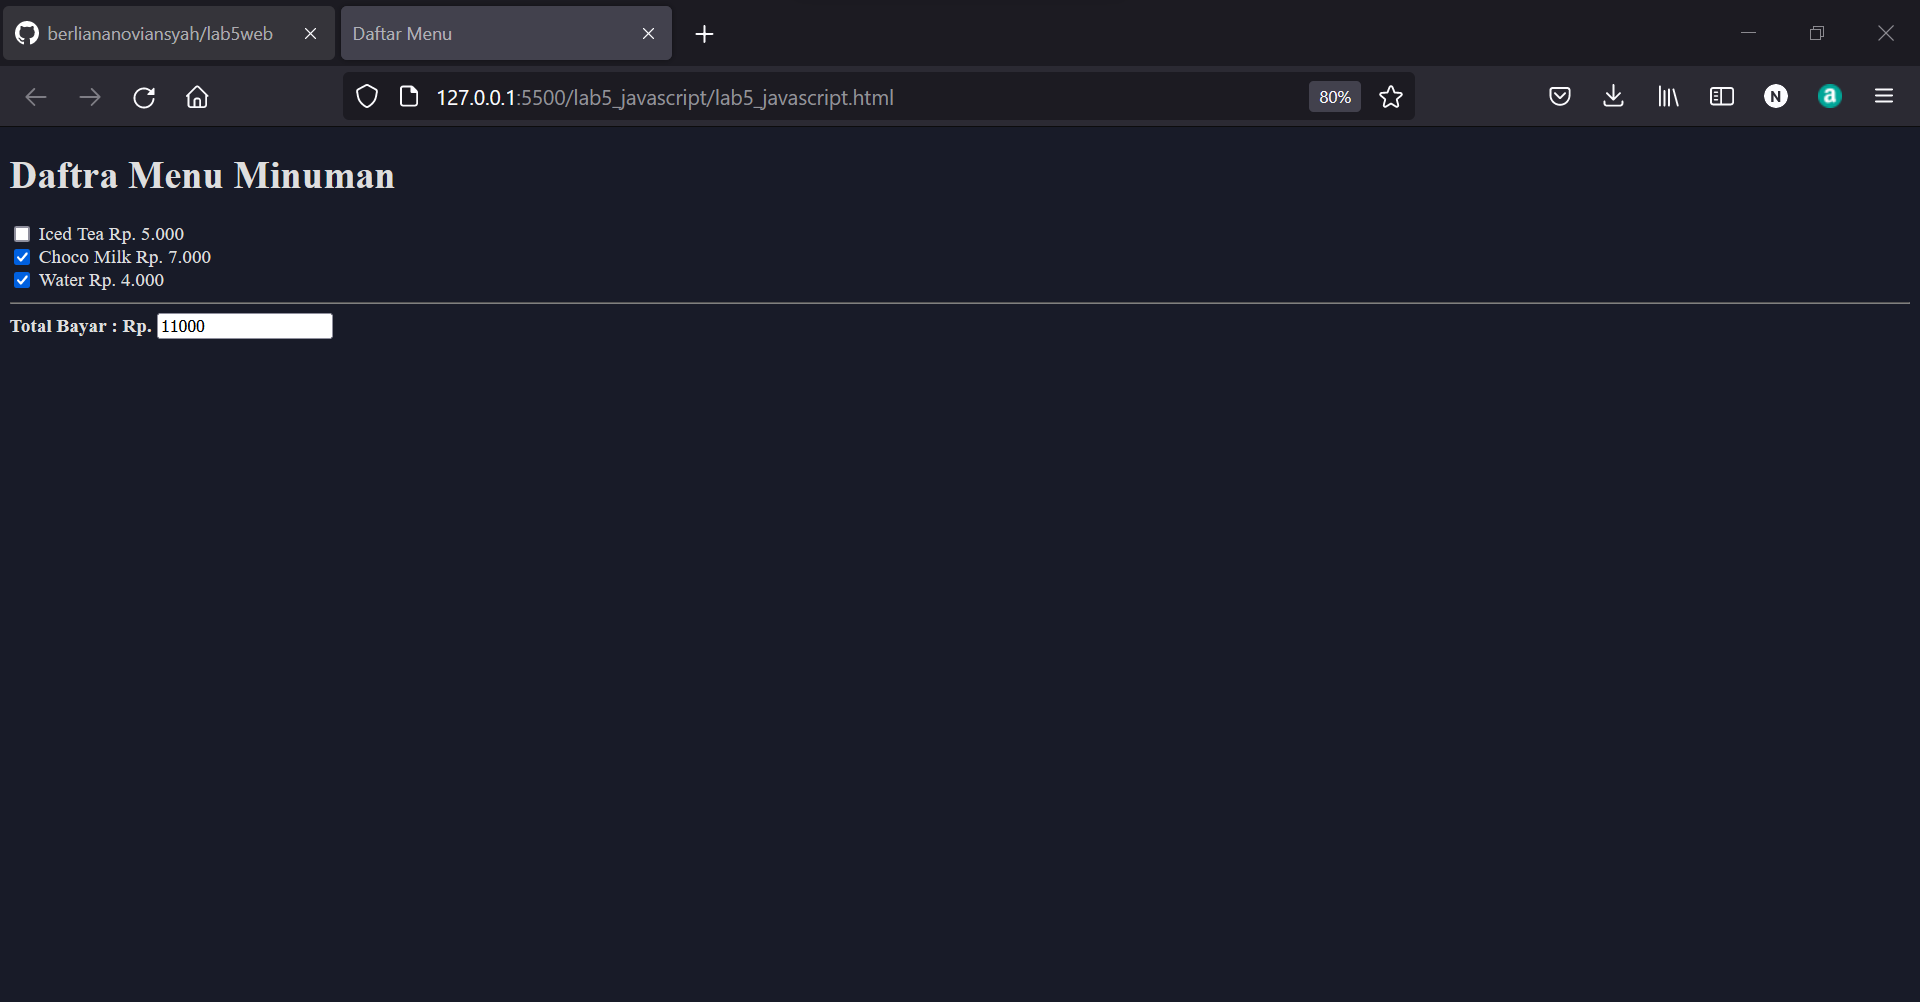 berliananoviansyah/lab5web
Daftar Menu
127.0.0.1:5500/lab5_javascript/lab5_javascript.html
80%
N
a
Daftra Menu Minuman
Iced Tea Rp. 5.000
Choco Milk Rp. 7.000
Water Rp. 4.000
Total Bayar : Rp. 11000